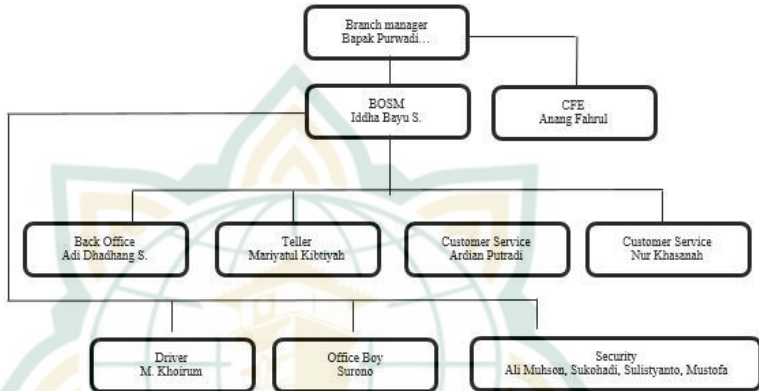 Branch manager
Bapak Purwadi…
BOSM
Iddha Bayu S.
CFE
Anang Fahrul
Back Office
Adi Dhadhang S.
Teller
Mariyatul Kibtiyah
Customer Service
Ardian Putradi
Customer Service
Nur Khasanah
Driver
M. Khoirum
Office Boy
Surono
Security
Ali Muhson, Sukohadi, Sulistyanto, Mustofa